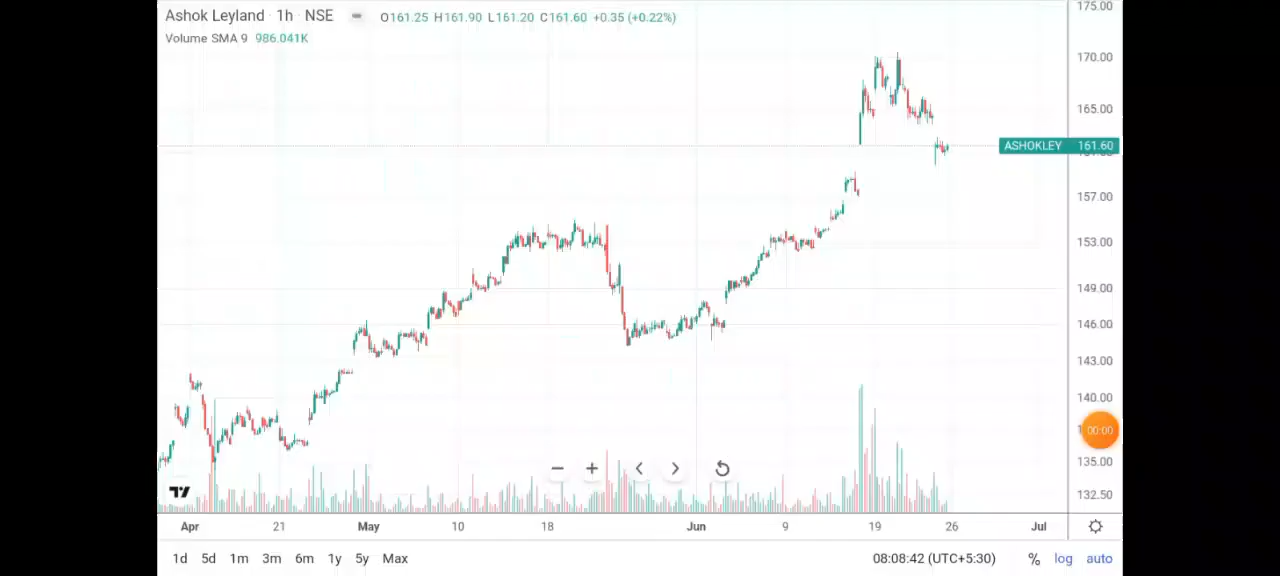 Ashok Leyland · 1h · NSE O161.25 H161.90 L161.20 C161.60 +0.35 (+0.22%)
Volume SMA 9 986.041K
175.00
170.00
165.00
ASHOKLEY 161.60
157.00
153.00
149.00
146.00
143.00
140.00
00:00
135.00
132.50
Apr 21 May 10 18 Jun 9 19 26 Jul
1d 5d 1m 3m 6m 1y 5y Max 08:08:42 (UTC+5:30) % log auto